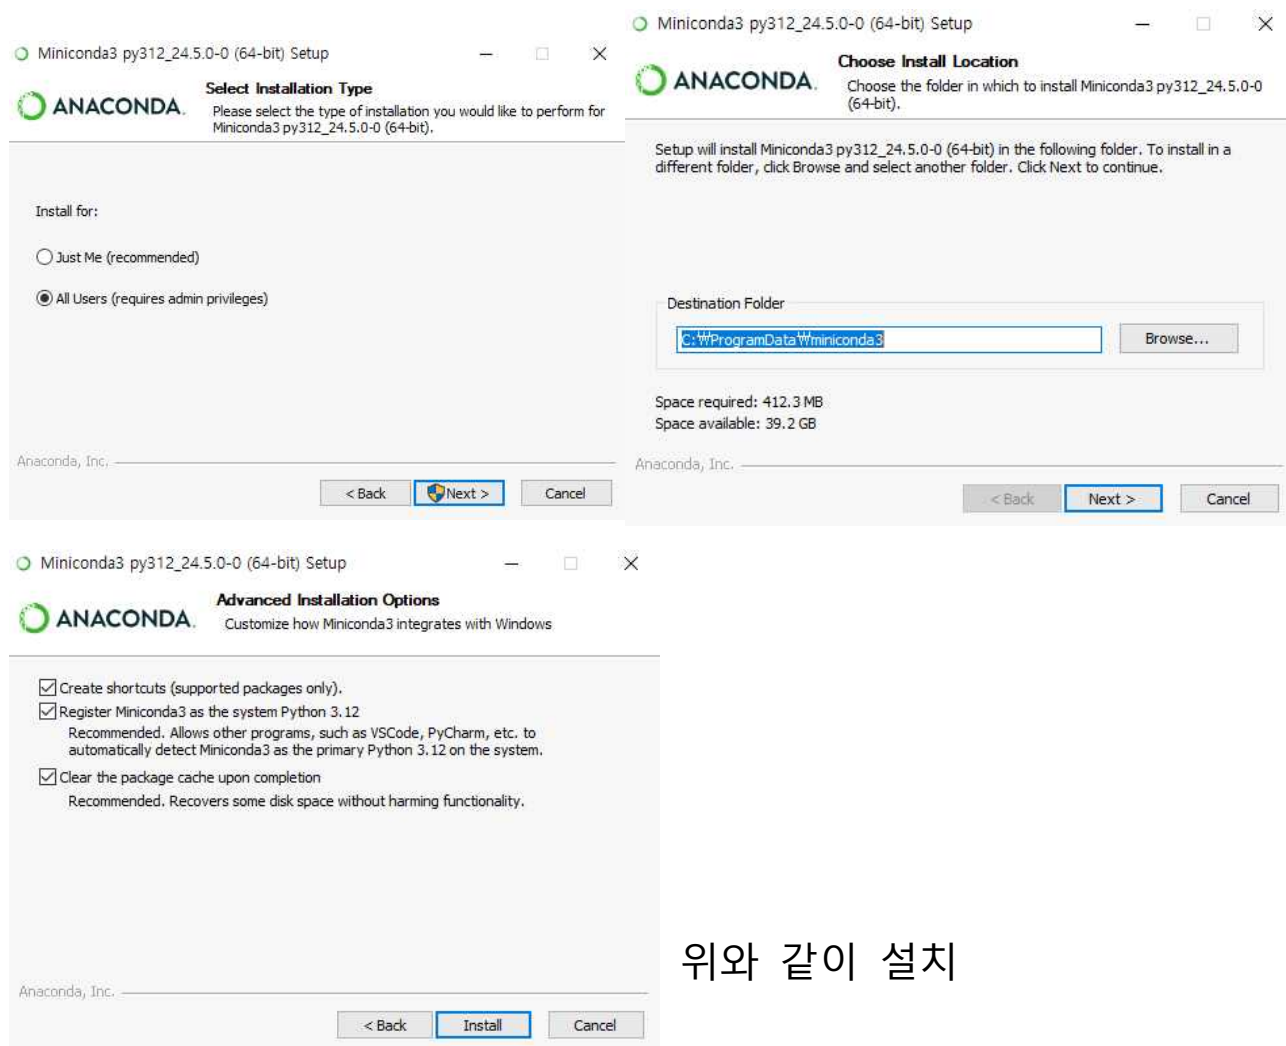 Miniconda3 py312_24.5.0-0 (64-bit) Setup
ANACONDA.
Select Installation Type
Please select the type of installation you would like to perform for
Miniconda3 py312_24.5.0-0 (64-bit).
Install for:
Just Me (recommended)
All Users (requires admin privileges)
Anaconda, Inc.
< Back
Next >
Cancel
Miniconda3 py312_24.5.0-0 (64-bit) Setup
ANACONDA.
Choose Install Location
Choose the folder in which to install Miniconda3 py312_24.5.0-0
(64-bit).
Setup will install Miniconda3 py312_24.5.0-0 (64-bit) in the following folder. To install in a
different folder, click Browse and select another folder. Click Next to continue.
Destination Folder
C:₩ProgramData₩miniconda3
Browse...
Space required: 412.3 MB
Space available: 39.2 GB
Anaconda, Inc.
< Back
Next >
Cancel
Miniconda3 py312_24.5.0-0 (64-bit) Setup
ANACONDA.
Advanced Installation Options
Customize how Miniconda3 integrates with Windows
Create shortcuts (supported packages only).
Register Miniconda3 as the system Python 3.12
Recommended. Allows other programs, such as VSCode, PyCharm, etc. to
automatically detect Miniconda3 as the primary Python 3.12 on the system.
Clear the package cache upon completion
Recommended. Recovers some disk space without harming functionality.
Anaconda, Inc.
< Back
Install
Cancel
위와 같이 설치